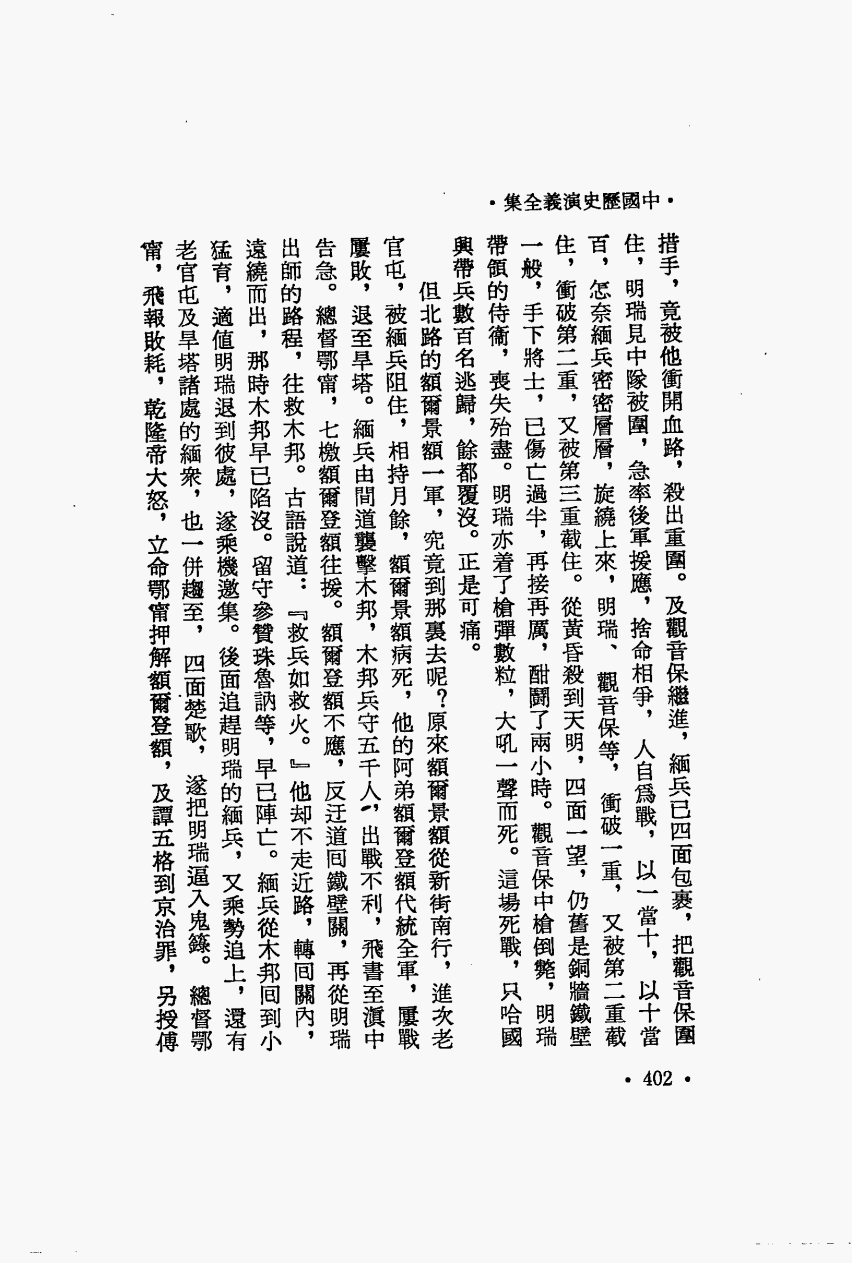 ·中國歷史演義全集·
措手，竟被他衝開血路，殺出重圍。及觀音保繼進，緬兵已四面包裹，把觀音保圍
住，明瑞見中隊被圍，急率後軍援應，捨命相爭，人自爲戰，以一當十，以十當
百，怎奈緬兵密密層層，旋繞上來，明瑞、觀音保等，衝破一重，又被第二重截
住，衝破第二重，又被第三重截住。從黃昏殺到天明，四面一望，仍舊是銅牆鐵壁
一般，手下將士，已傷亡過半，再接再厲，酣鬬了兩小時。觀音保中槍倒斃，明瑞
帶領的侍衞，喪失殆盡。明瑞亦着了槍彈數粒，大吼一聲而死。這場死戰，只哈國
興帶兵數百名逃歸，餘都覆沒。正是可痛。
但北路的額爾景額一軍，究竟到那裏去呢？原來額爾景額從新街南行，進次老
官屯，被緬兵阻住，相持月餘，額爾景額病死，他的阿弟額爾登額代統全軍，屢戰
屢敗，退至旱塔。緬兵由間道襲擊木邦，木邦兵守五千人，出戰不利，飛書至滇中
告急。總督鄂甯，七檄額爾登額往援。額爾登額不應，反迂道回鐵壁關，再從明瑞
出師的路程，往救木邦。古語說道：『救兵如救火。』他却不走近路，轉回關內，
遠繞而出，那時木邦早已陷沒。留守參贊珠魯訥等，早已陣亡。緬兵從木邦回到小
猛育，適值明瑞退到彼處，遂乘機邀集。後面追趕明瑞的緬兵，又乘勢追上，還有
老官屯及旱塔諸處的緬衆，也一併趨至，四面楚歌，遂把明瑞逼入鬼籙。總督鄂
甯，飛報敗耗，乾隆帝大怒，立命鄂甯押解額爾登額，及譚五格到京治罪，另授傅
·402·